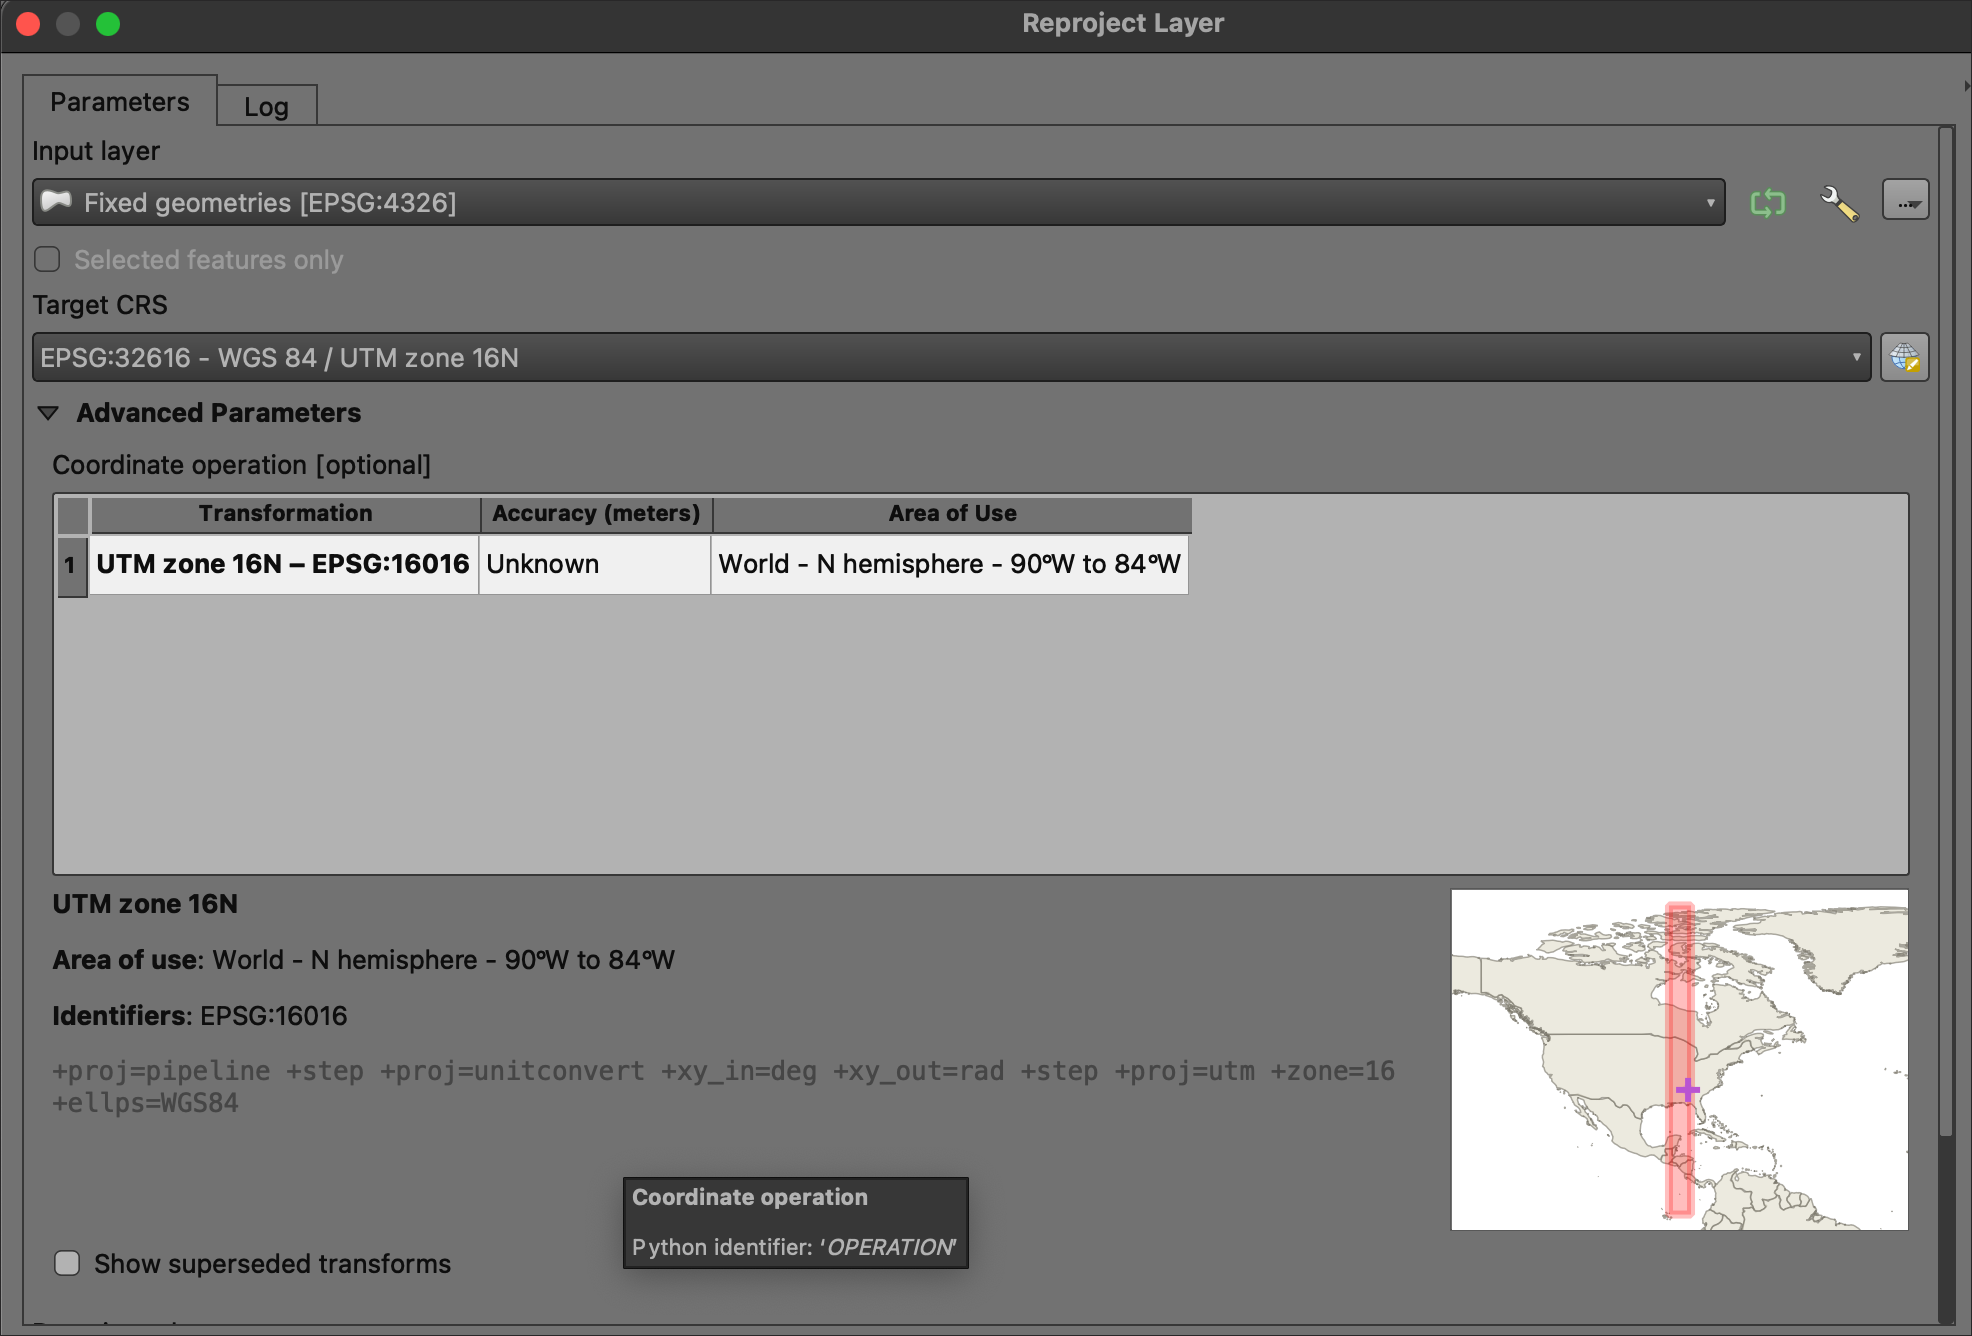 Reproject Layer
Parameters
Log
Input layer
Fixed geometries [EPSG:4326]
...
Selected features only
Target CRS
EPSG:32616 - WGS 84 / UTM zone 16N
Advanced Parameters
Coordinate operation [optional]
Transformation Accuracy (meters) Area of Use
1 UTM zone 16N – EPSG:16016 Unknown World - N hemisphere - 90°W to 84°W
UTM zone 16N
Area of use: World - N hemisphere - 90°W to 84°W
Identifiers: EPSG:16016
+proj=pipeline +step +proj=unitconvert +xy_in=deg +xy_out=rad +step +proj=utm +zone=16
+ellps=WGS84
Coordinate operation
Python identifier: ‘OPERATION’
Show superseded transforms